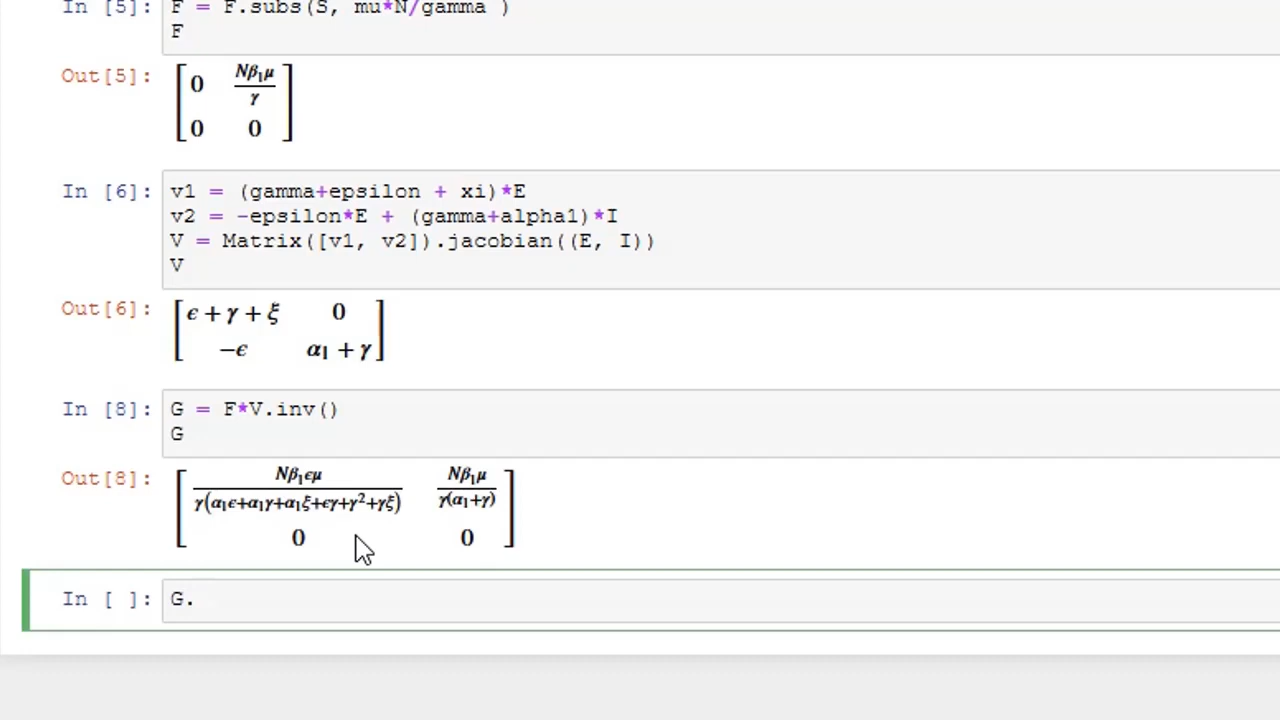 In [5]: F = F.subs(S, mu*N/gamma )
F
Out[5]: [0 Nβ₁μ/γ
0 0]
In [6]: v1 = (gamma+epsilon + xi)*E
v2 = -epsilon*E + (gamma+alpha1)*I
V = Matrix([v1, v2]).jacobian((E, I))
V
Out[6]: [ϵ + γ + ξ 0
−ϵ α₁ + γ]
In [8]: G = F*V.inv()
G
Out[8]: [Nβ₁ϵμ/γ(α₁ϵ+α₁γ+α₁ξ+ϵγ+γ²+γξ) Nβ₁μ/γ(α₁+γ)
0 0]
In [ ]: G.